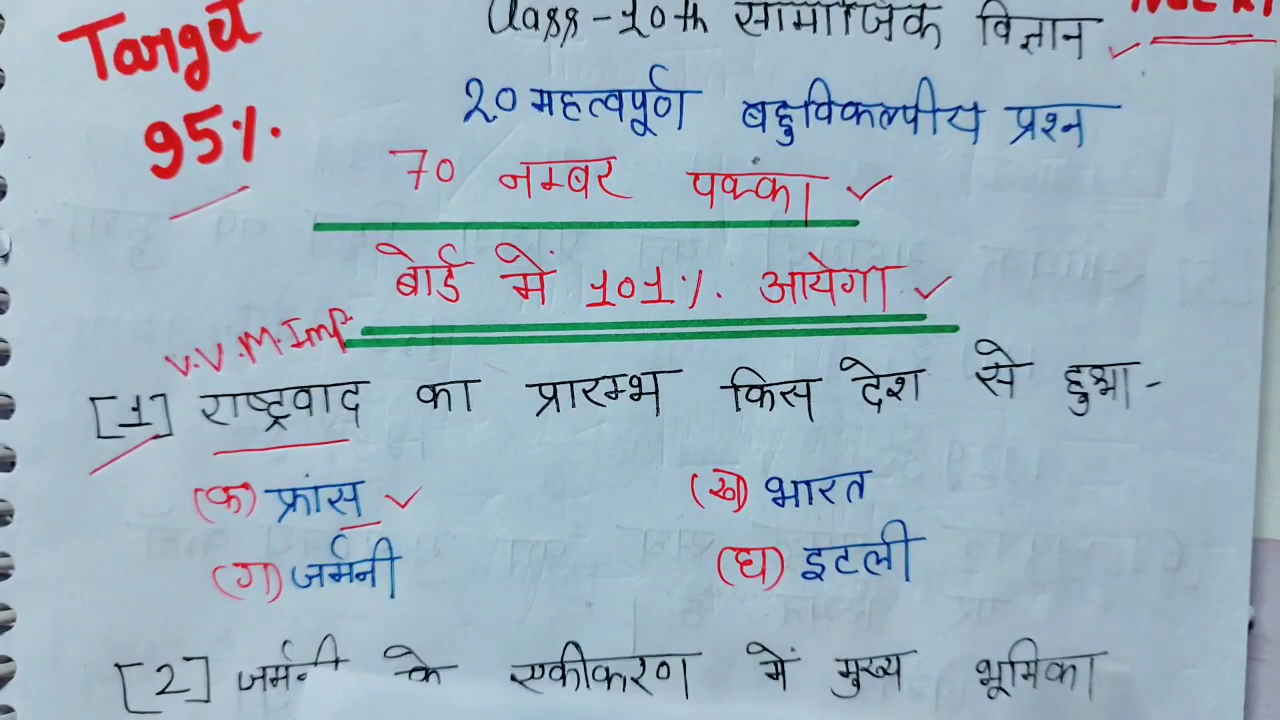 Target
95%.
Class-10th सामाजिक विज्ञान
20 महत्वपूर्ण बहुविकल्पीय प्रश्न
70 नम्बर पक्का
बोर्ड में 101%. आयेगा
V.V.M.Imp
[1] राष्ट्रवाद का प्रारम्भ किस देश से हुआ-
(क) फ्रांस (ख) भारत
(ग) जर्मनी (घ) इटली
[2] जर्मनी के एकीकरण में मुख्य भूमिका